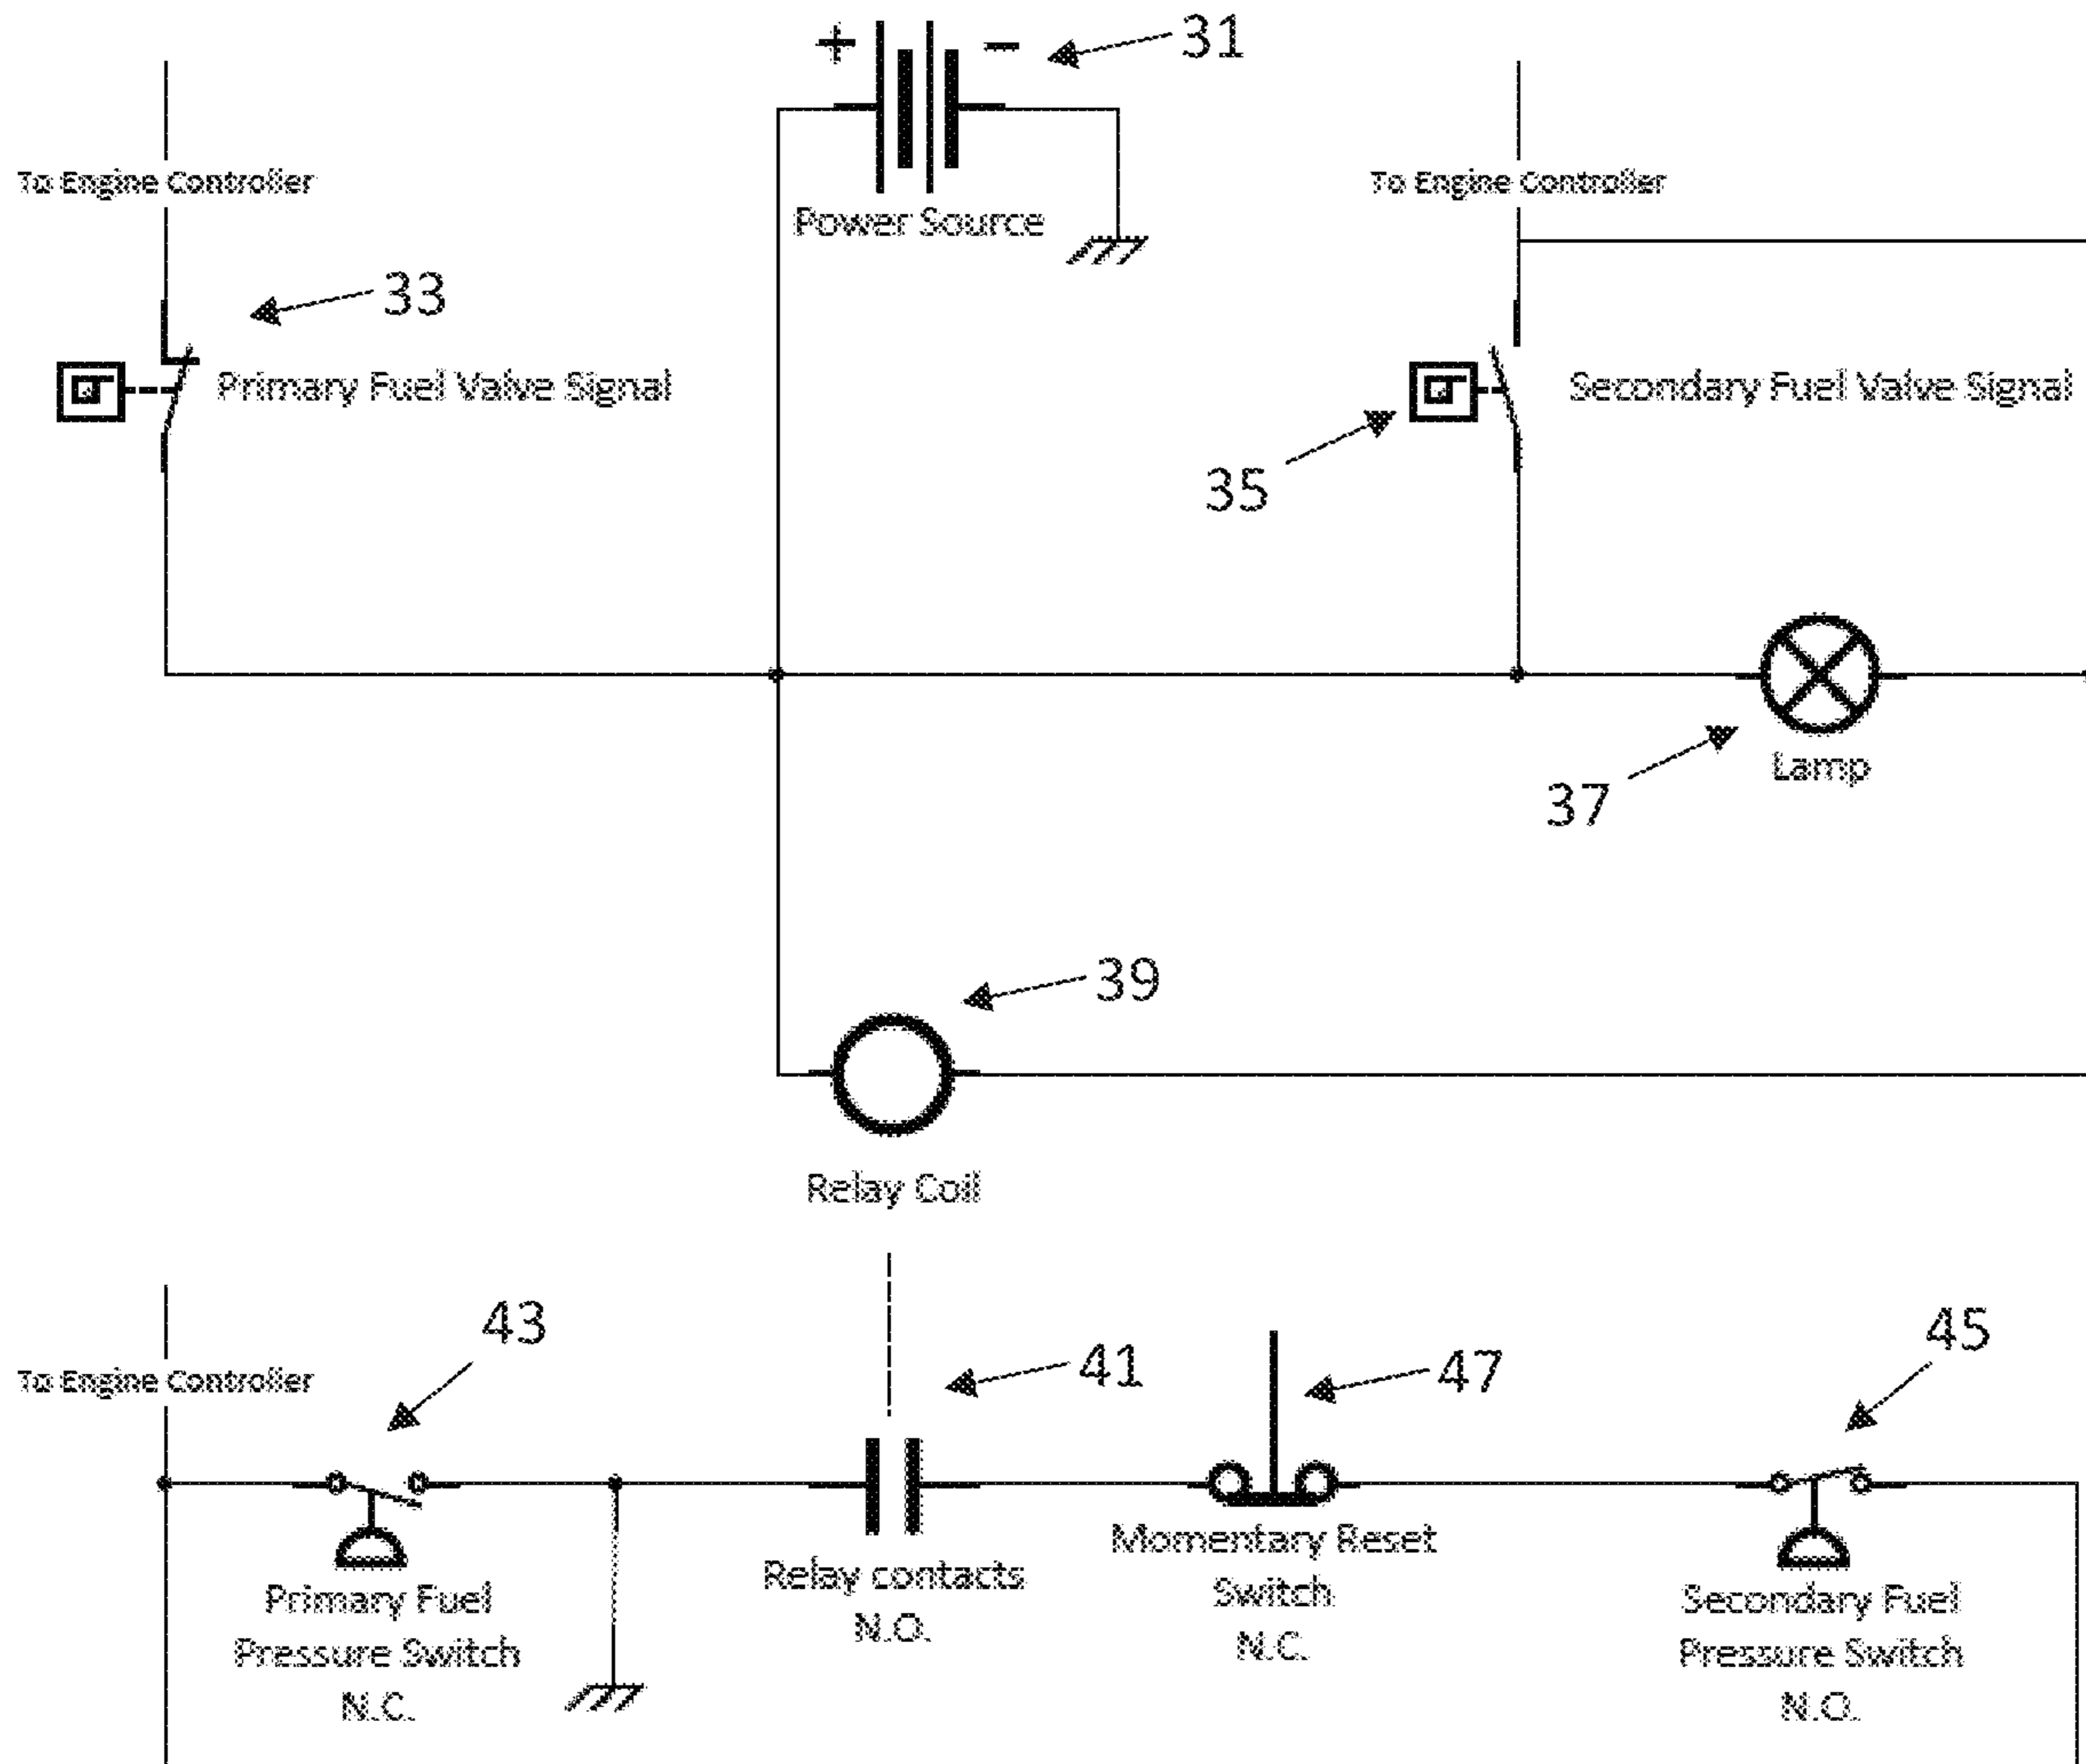 +
−
31
To Engine Controller
To Engine Controller
Power Source
33
Primary Fuel Valve Signal
Secondary Fuel Valve Signal
35
37
Lamp
39
Relay Coil
43
41
47
45
To Engine Controller
Primary Fuel
Pressure Switch
N.C.
Relay contacts
N.O.
Momentary Reset
Switch
N.C.
Secondary Fuel
Pressure Switch
N.O.